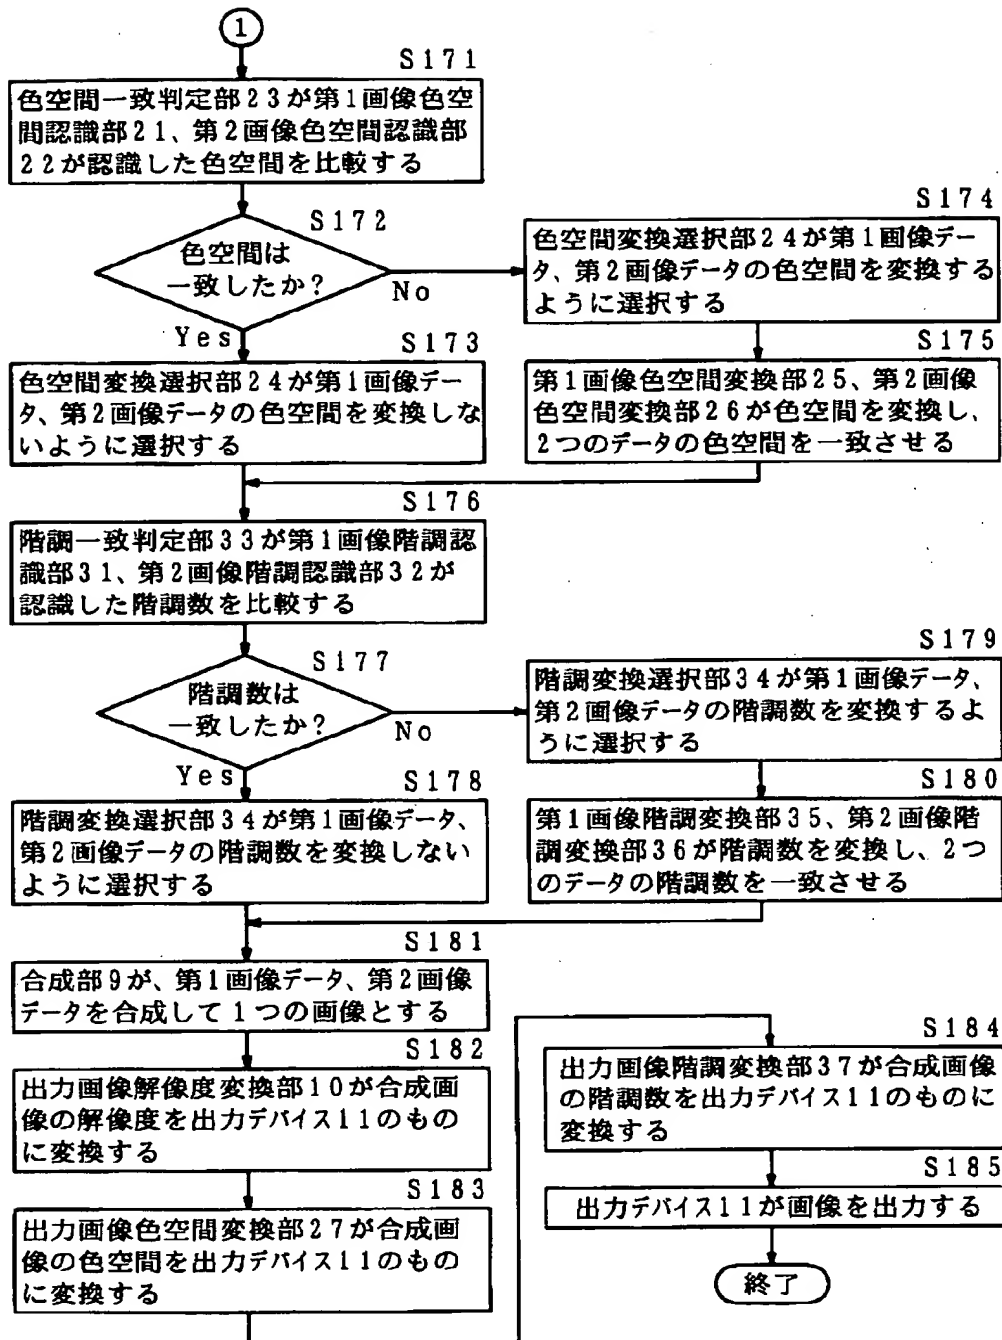 1
S171
色空間一致判定部23が第1画像色空
間認識部21、第2画像色空間認識部
22が認識した色空間を比較する
S172
色空間は
一致したか?
No
Yes
S174
色空間変換選択部24が第1画像デー
タ、第2画像データの色空間を変換する
ように選択する
S173
色空間変換選択部24が第1画像デー
タ、第2画像データの色空間を変換しな
いように選択する
S175
第1画像色空間変換部25、第2画像
色空間変換部26が色空間を変換し、
2つのデータの色空間を一致させる
S176
階調一致判定部33が第1画像階調認
識部31、第2画像階調認識部32が
認識した階調数を比較する
S177
階調数は
一致したか?
No
Yes
S179
階調変換選択部34が第1画像データ、
第2画像データの階調数を変換するよ
うに選択する
S178
階調変換選択部34が第1画像データ、
第2画像データの階調数を変換しない
ように選択する
S180
第1画像階調変換部35、第2画像階
調変換部36が階調数を変換し、2つ
のデータの階調数を一致させる
S181
合成部9が、第1画像データ、第2画像
データを合成して1つの画像とする
S182
出力画像解像度変換部10が合成画
像の解像度を出力デバイス11のもの
に変換する
S183
出力画像色空間変換部27が合成画
像の色空間を出力デバイス11のもの
に変換する
S184
出力画像階調変換部37が合成画像
の階調数を出力デバイス11のものに
変換する
S185
出力デバイス11が画像を出力する
終了